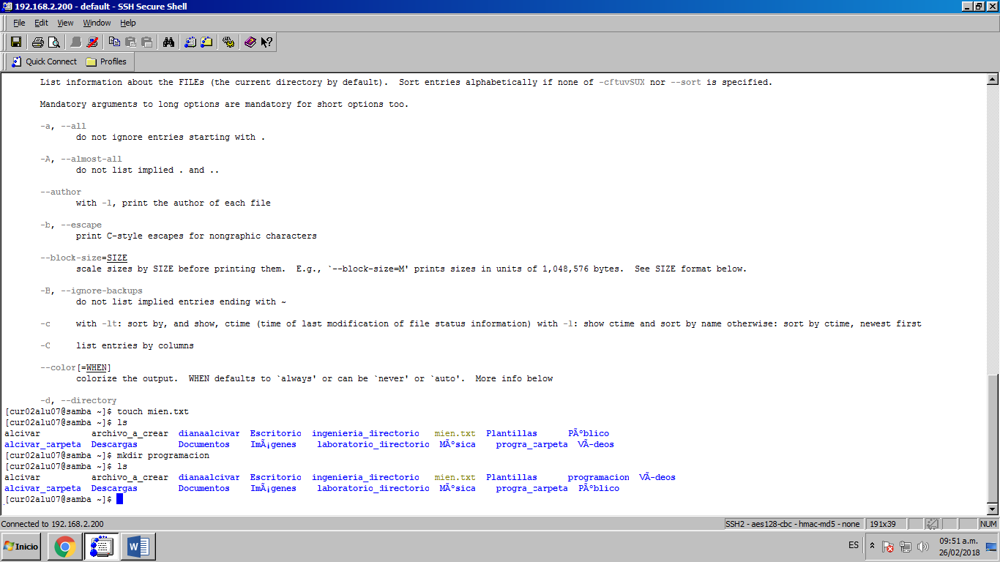 192.168.2.200 - default - SSH Secure Shell
File Edit View Window Help
Quick Connect Profiles
List information about the FILEs (the current directory by default).  Sort entries alphabetically if none of -cftuvSUX nor --sort is specified.
Mandatory arguments to long options are mandatory for short options too.
-a, --all
do not ignore entries starting with .
-A, --almost-all
do not list implied . and ..
--author
with -l, print the author of each file
-b, --escape
print C-style escapes for nongraphic characters
--block-size=SIZE
scale sizes by SIZE before printing them.  E.g., `--block-size=M' prints sizes in units of 1,048,576 bytes.  See SIZE format below.
-B, --ignore-backups
do not list implied entries ending with ~
-c     with -lt: sort by, and show, ctime (time of last modification of file status information) with -l: show ctime and sort by name otherwise: sort by ctime, newest first
-C     list entries by columns
--color[=WHEN]
colorize the output.  WHEN defaults to `always' or can be `never' or `auto'.  More info below
-d, --directory
[cur02alu07@samba ~]$ touch mien.txt
[cur02alu07@samba ~]$ ls
alcivar          archivo_a_crear  dianaalcivar  Escritorio  ingenieria_directorio   mien.txt  Plantillas      PÃºblico
alcivar_carpeta  Descargas        Documentos    ImÃ¡genes    laboratorio_directorio  MÃºsica    progra_carpeta  VÃ­-deos
[cur02alu07@samba ~]$ mkdir programacion
[cur02alu07@samba ~]$ ls
alcivar          archivo_a_crear  dianaalcivar  Escritorio  ingenieria_directorio   mien.txt  Plantillas      programacion  VÃ­-deos
alcivar_carpeta  Descargas        Documentos    ImÃ¡genes    laboratorio_directorio  MÃºsica    progra_carpeta  PÃºblico
[cur02alu07@samba ~]$
Connected to 192.168.2.200 SSH2 - aes128-cbc - hmac-md5 - none 191x39 NUM
Inicio ES 09:51 a.m.
26/02/2018